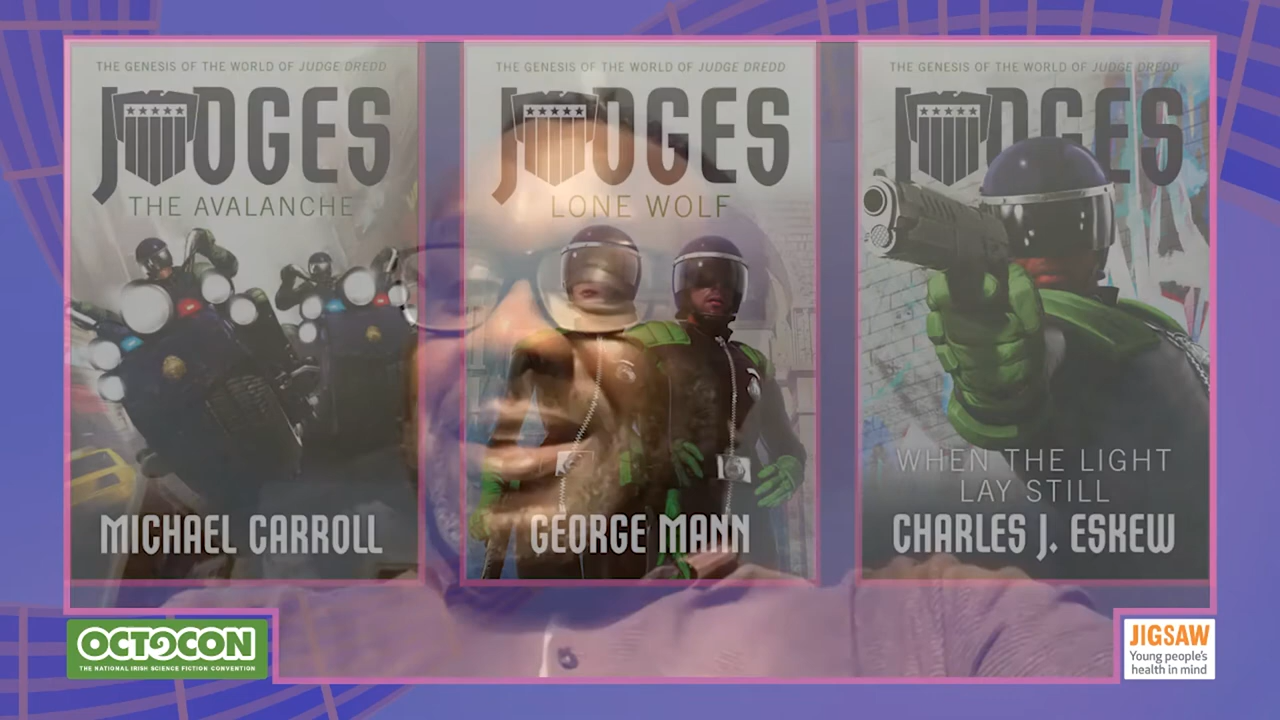 THE GENESIS OF THE WORLD OF JUDGE DREDD
JUDGES
THE AVALANCHE
MICHAEL CARROLL
THE GENESIS OF THE WORLD OF JUDGE DREDD
JUDGES
LONE WOLF
GEORGE MANN
THE GENESIS OF THE WORLD OF JUDGE DREDD
JUDGES
WHEN THE LIGHT
LAY STILL
CHARLES J. ESKEW
OCTOCON
THE NATIONAL IRISH SCIENCE FICTION CONVENTION
JIGSAW
Young people's
health in mind